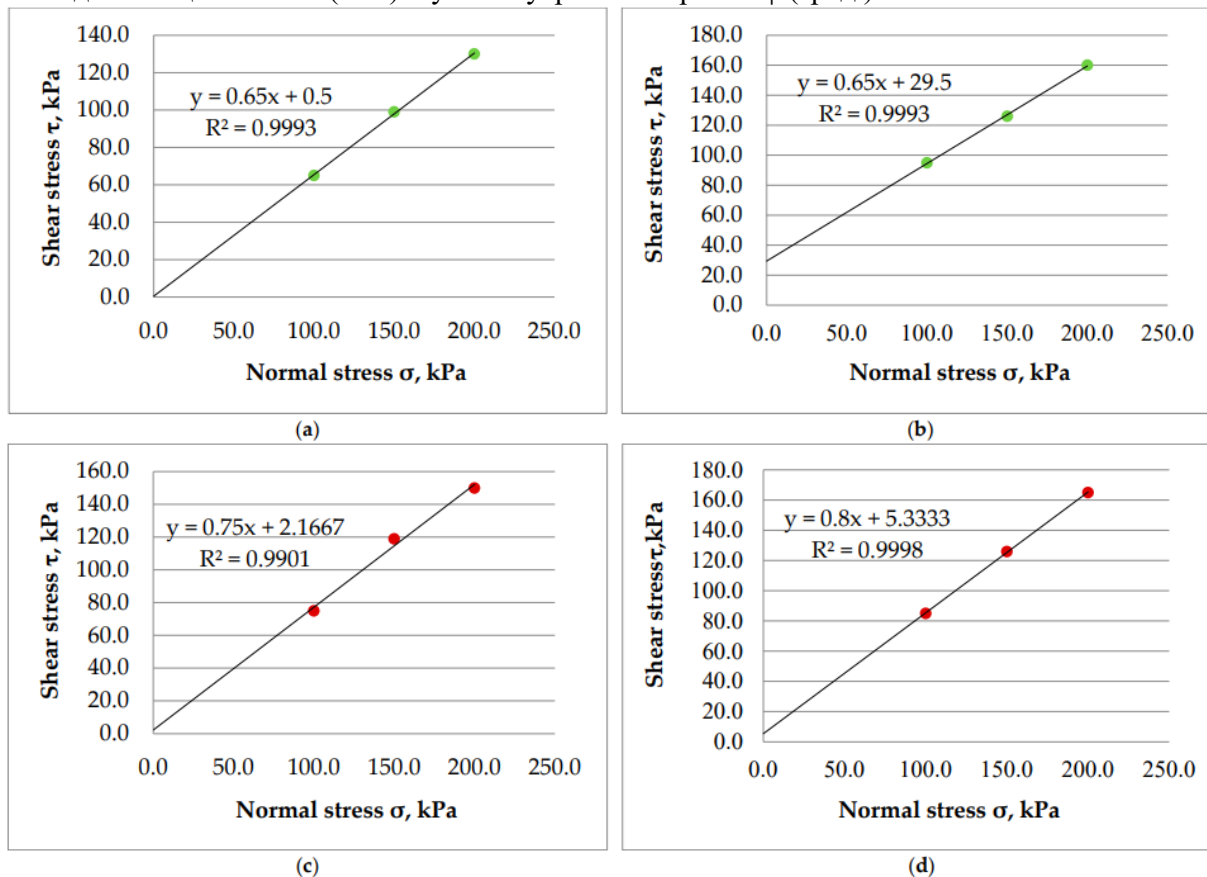 140.0
120.0
100.0
80.0
60.0
40.0
20.0
0.0
0.0 50.0 100.0 150.0 200.0 250.0
Shear stress τ, kPa
Normal stress σ, kPa
y = 0.65x + 0.5
R² = 0.9993
(a)
180.0
160.0
140.0
120.0
100.0
80.0
60.0
40.0
20.0
0.0
0.0 50.0 100.0 150.0 200.0 250.0
Shear stress τ, kPa
Normal stress σ, kPa
y = 0.65x + 29.5
R² = 0.9993
(b)
160.0
140.0
120.0
100.0
80.0
60.0
40.0
20.0
0.0
0.0 50.0 100.0 150.0 200.0 250.0
Shear stress τ, kPa
Normal stress σ, kPa
y = 0.75x + 2.1667
R² = 0.9901
(c)
180.0
160.0
140.0
120.0
100.0
80.0
60.0
40.0
20.0
0.0
0.0 50.0 100.0 150.0 200.0 250.0
Shear stressτ,kPa
Normal stress σ, kPa
y = 0.8x + 5.3333
R² = 0.9998
(d)